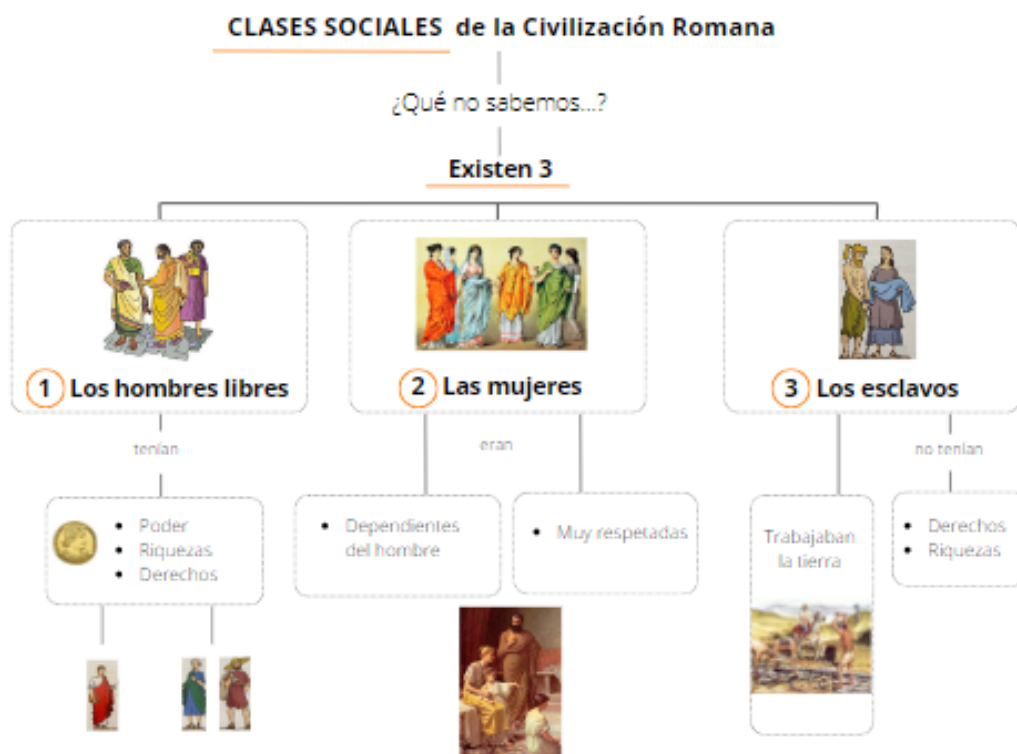 CLASES SOCIALES de la Civilización Romana
¿Qué no sabemos...?
Existen 3
1 Los hombres libres
2 Las mujeres
3 Los esclavos
tenían
eran
no tenían
• Poder
• Riquezas
• Derechos
• Dependientes
del hombre
• Muy respetadas
Trabajaban
la tierra
• Derechos
• Riquezas